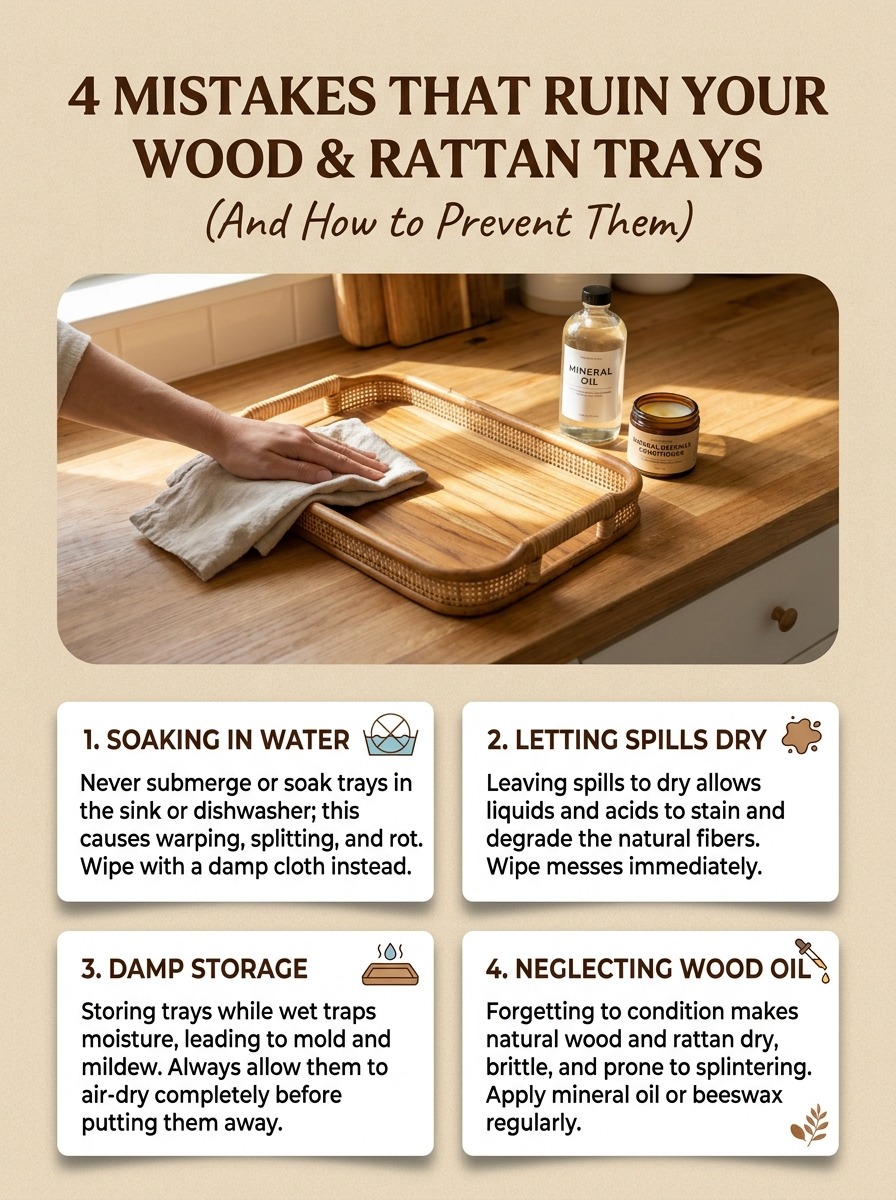 4 MISTAKES THAT RUIN YOUR
WOOD & RATTAN TRAYS
(And How to Prevent Them)
MINERAL
OIL
CONDITIONER
1. SOAKING IN WATER
Never submerge or soak trays in
the sink or dishwasher; this
causes warping, splitting, and rot.
Wipe with a damp cloth instead.
2. LETTING SPILLS DRY
Leaving spills to dry allows
liquids and acids to stain and
degrade the natural fibers.
Wipe messes immediately.
3. DAMP STORAGE
Storing trays while wet traps
moisture, leading to mold and
mildew. Always allow them to
air-dry completely before
putting them away.
4. NEGLECTING WOOD OIL
Forgetting to condition makes
natural wood and rattan dry,
brittle, and prone to splintering.
Apply mineral oil or beeswax
regularly.